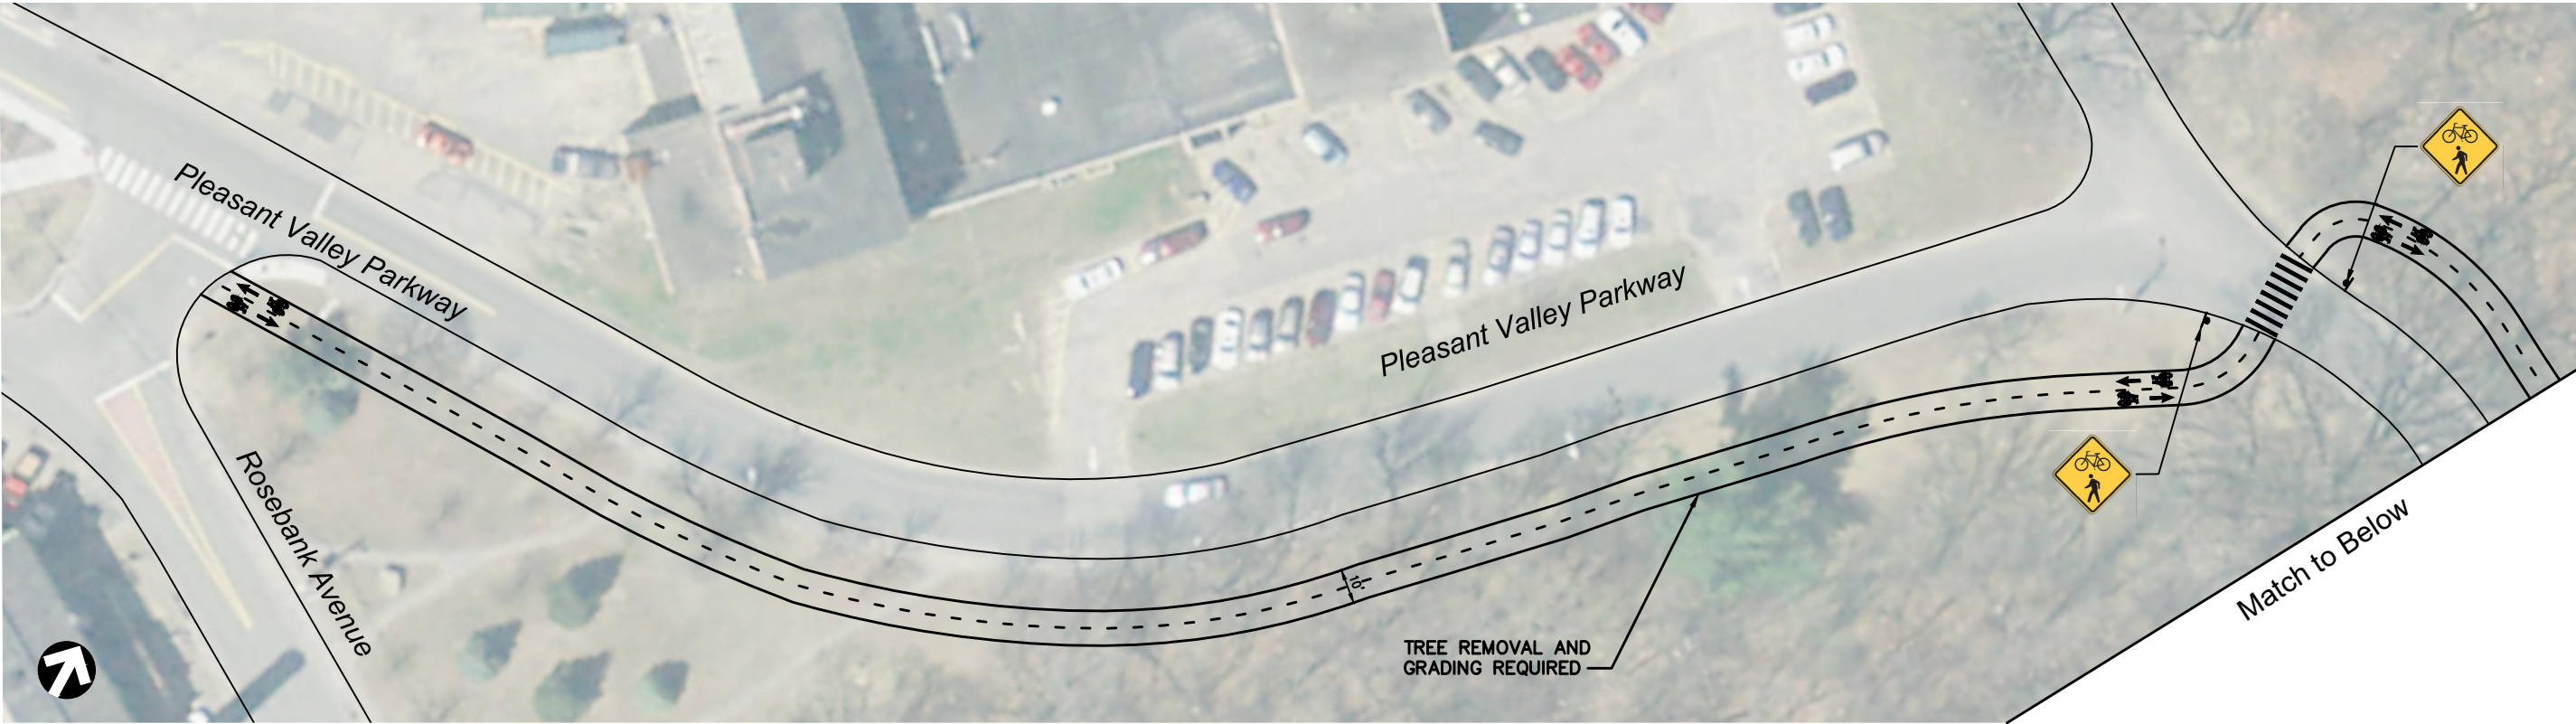 Pleasant Valley Parkway
Pleasant Valley Parkway
Rosebank Avenue
10'
TREE REMOVAL AND
GRADING REQUIRED
Match to Below